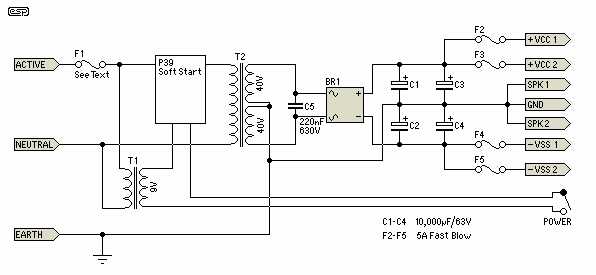 ESP
F1
ACTIVE
See Text
P39
Soft Start
T2
40V
40V
C5
220nF
630V
BR1
+
−
C1
C2
C3
C4
F2
F3
F4
F5
+VCC 1
+VCC 2
SPK 1
GND
SPK 2
−VSS 1
−VSS 2
NEUTRAL
T1
9V
POWER
EARTH
C1-C4 10,000µF/63V
F2-F5 5A Fast Blow